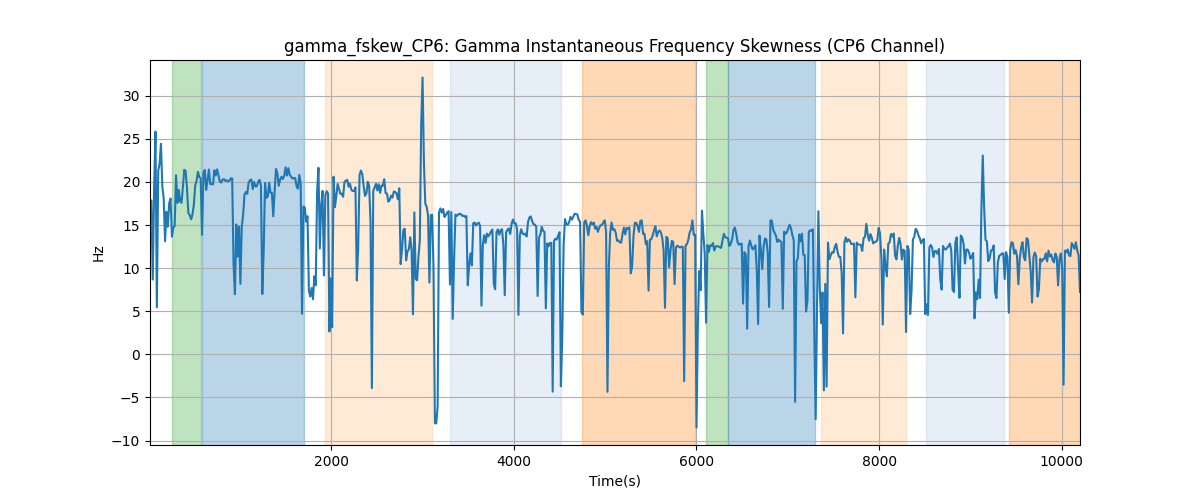 gamma_fskew_CP6: Gamma Instantaneous Frequency Skewness (CP6 Channel)
30
25
20
15
10
5
0
−5
−10
Hz
2000 4000 6000 8000 10000
Time(s)